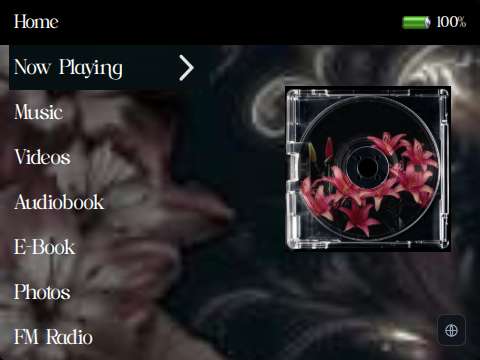 Home
100%
Now Playing
Music
Videos
Audiobook
E-Book
Photos
FM Radio